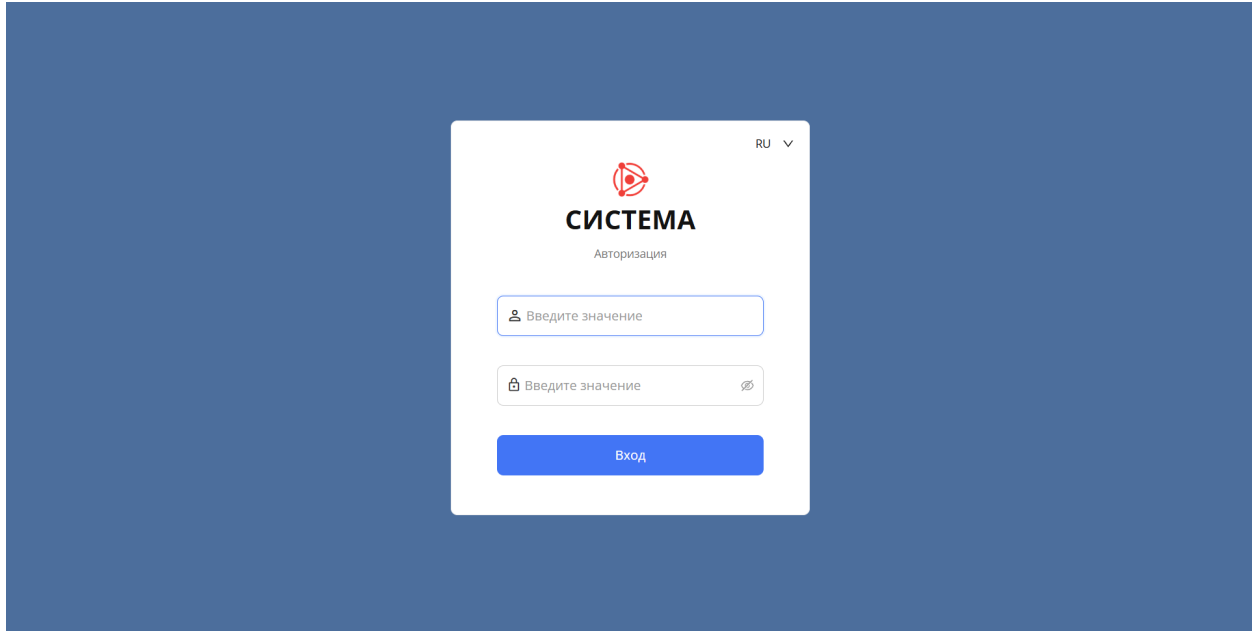 RU
СИСТЕМА
Авторизация
Введите значение
Введите значение
Вход